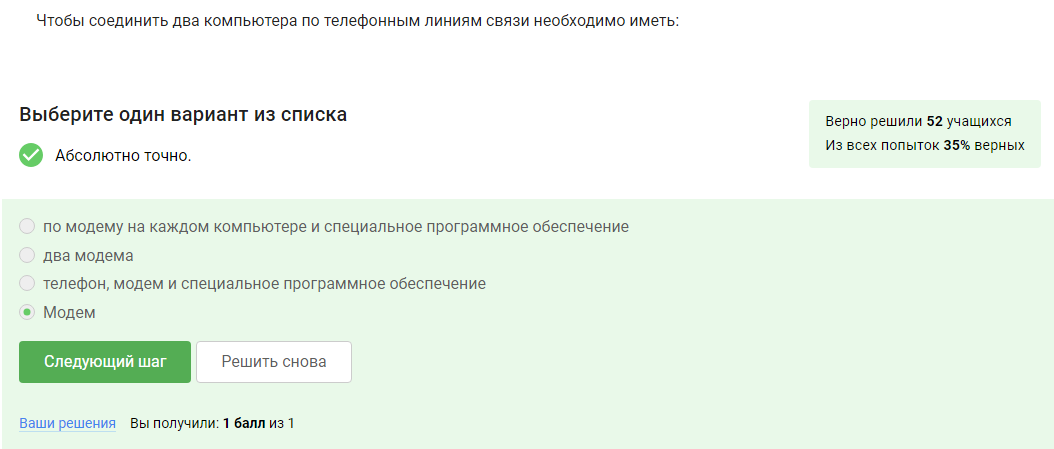 Чтобы соединить два компьютера по телефонным линиям связи необходимо иметь:
Выберите один вариант из списка
Абсолютно точно.
Верно решили 52 учащихся
Из всех попыток 35% верных
по модему на каждом компьютере и специальное программное обеспечение
два модема
телефон, модем и специальное программное обеспечение
Модем
Следующий шаг
Решить снова
Ваши решения Вы получили: 1 балл из 1